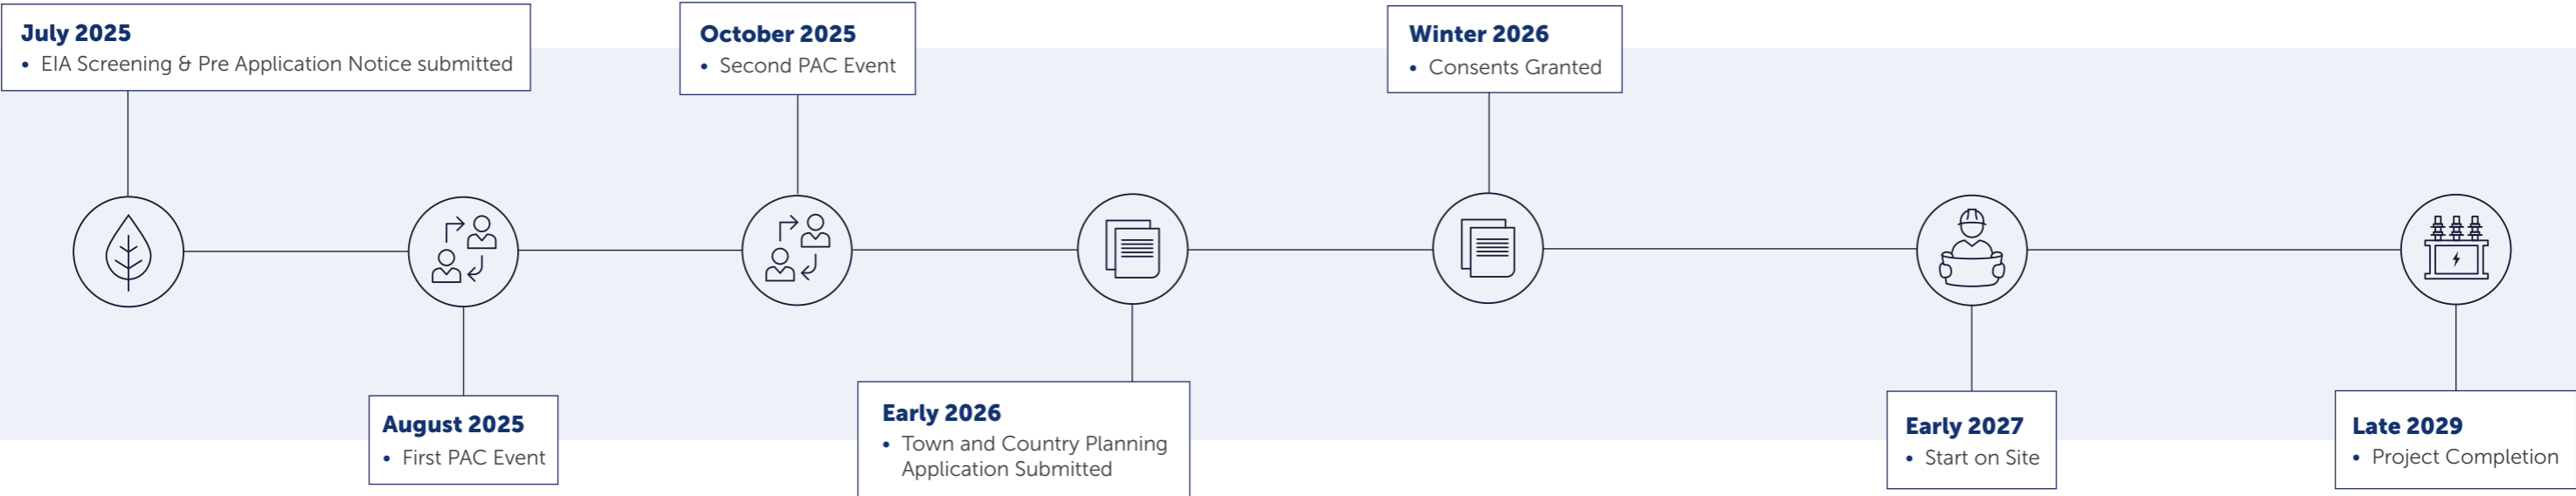 July 2025
• EIA Screening & Pre Application Notice submitted
August 2025
• First PAC Event
October 2025
• Second PAC Event
Early 2026
• Town and Country Planning
Application Submitted
Winter 2026
• Consents Granted
Early 2027
• Start on Site
Late 2029
• Project Completion